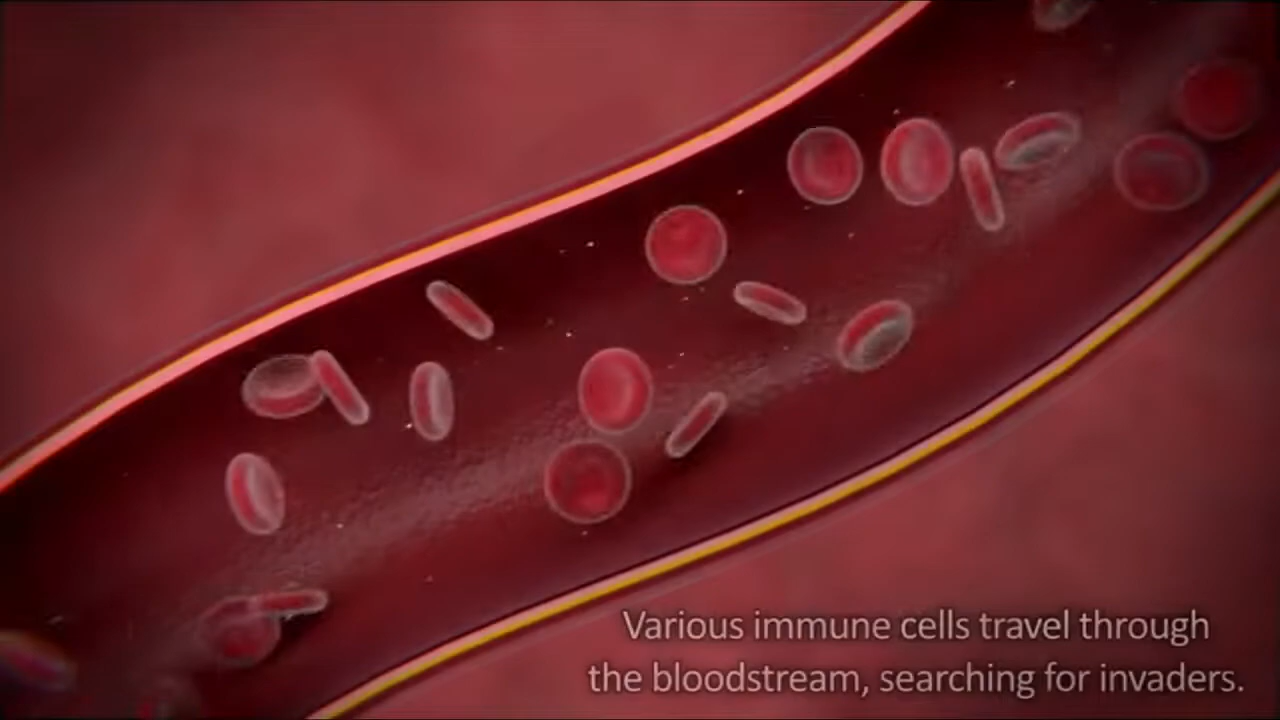 Various immune cells travel through
the bloodstream, searching for invaders.